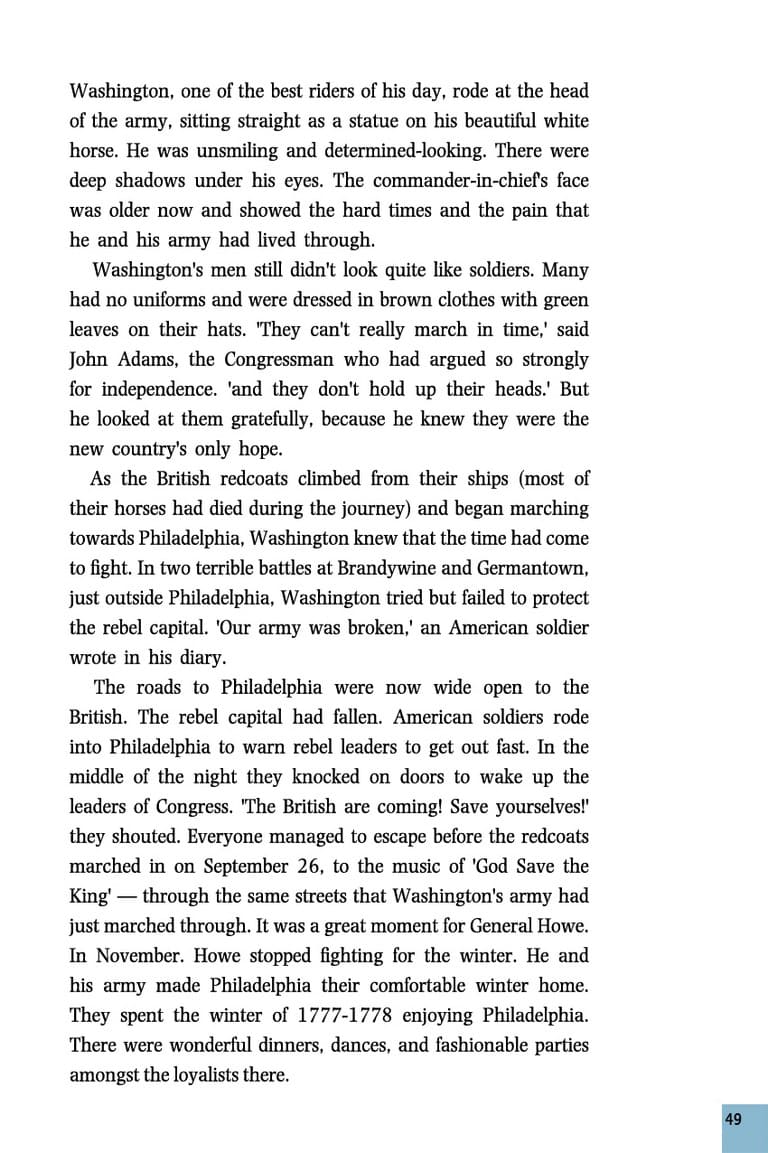 Washington, one of the best riders of his day, rode at the head
of the army, sitting straight as a statue on his beautiful white
horse. He was unsmiling and determined-looking. There were
deep shadows under his eyes. The commander-in-chief's face
was older now and showed the hard times and the pain that
he and his army had lived through.
Washington's men still didn't look quite like soldiers. Many
had no uniforms and were dressed in brown clothes with green
leaves on their hats. 'They can't really march in time,' said
John Adams, the Congressman who had argued so strongly
for independence. 'and they don't hold up their heads.' But
he looked at them gratefully, because he knew they were the
new country's only hope.
As the British redcoats climbed from their ships (most of
their horses had died during the journey) and began marching
towards Philadelphia, Washington knew that the time had come
to fight. In two terrible battles at Brandywine and Germantown,
just outside Philadelphia, Washington tried but failed to protect
the rebel capital. 'Our army was broken,' an American soldier
wrote in his diary.
The roads to Philadelphia were now wide open to the
British. The rebel capital had fallen. American soldiers rode
into Philadelphia to warn rebel leaders to get out fast. In the
middle of the night they knocked on doors to wake up the
leaders of Congress. 'The British are coming! Save yourselves!'
they shouted. Everyone managed to escape before the redcoats
marched in on September 26, to the music of 'God Save the
King' — through the same streets that Washington's army had
just marched through. It was a great moment for General Howe.
In November. Howe stopped fighting for the winter. He and
his army made Philadelphia their comfortable winter home.
They spent the winter of 1777-1778 enjoying Philadelphia.
There were wonderful dinners, dances, and fashionable parties
amongst the loyalists there.
49